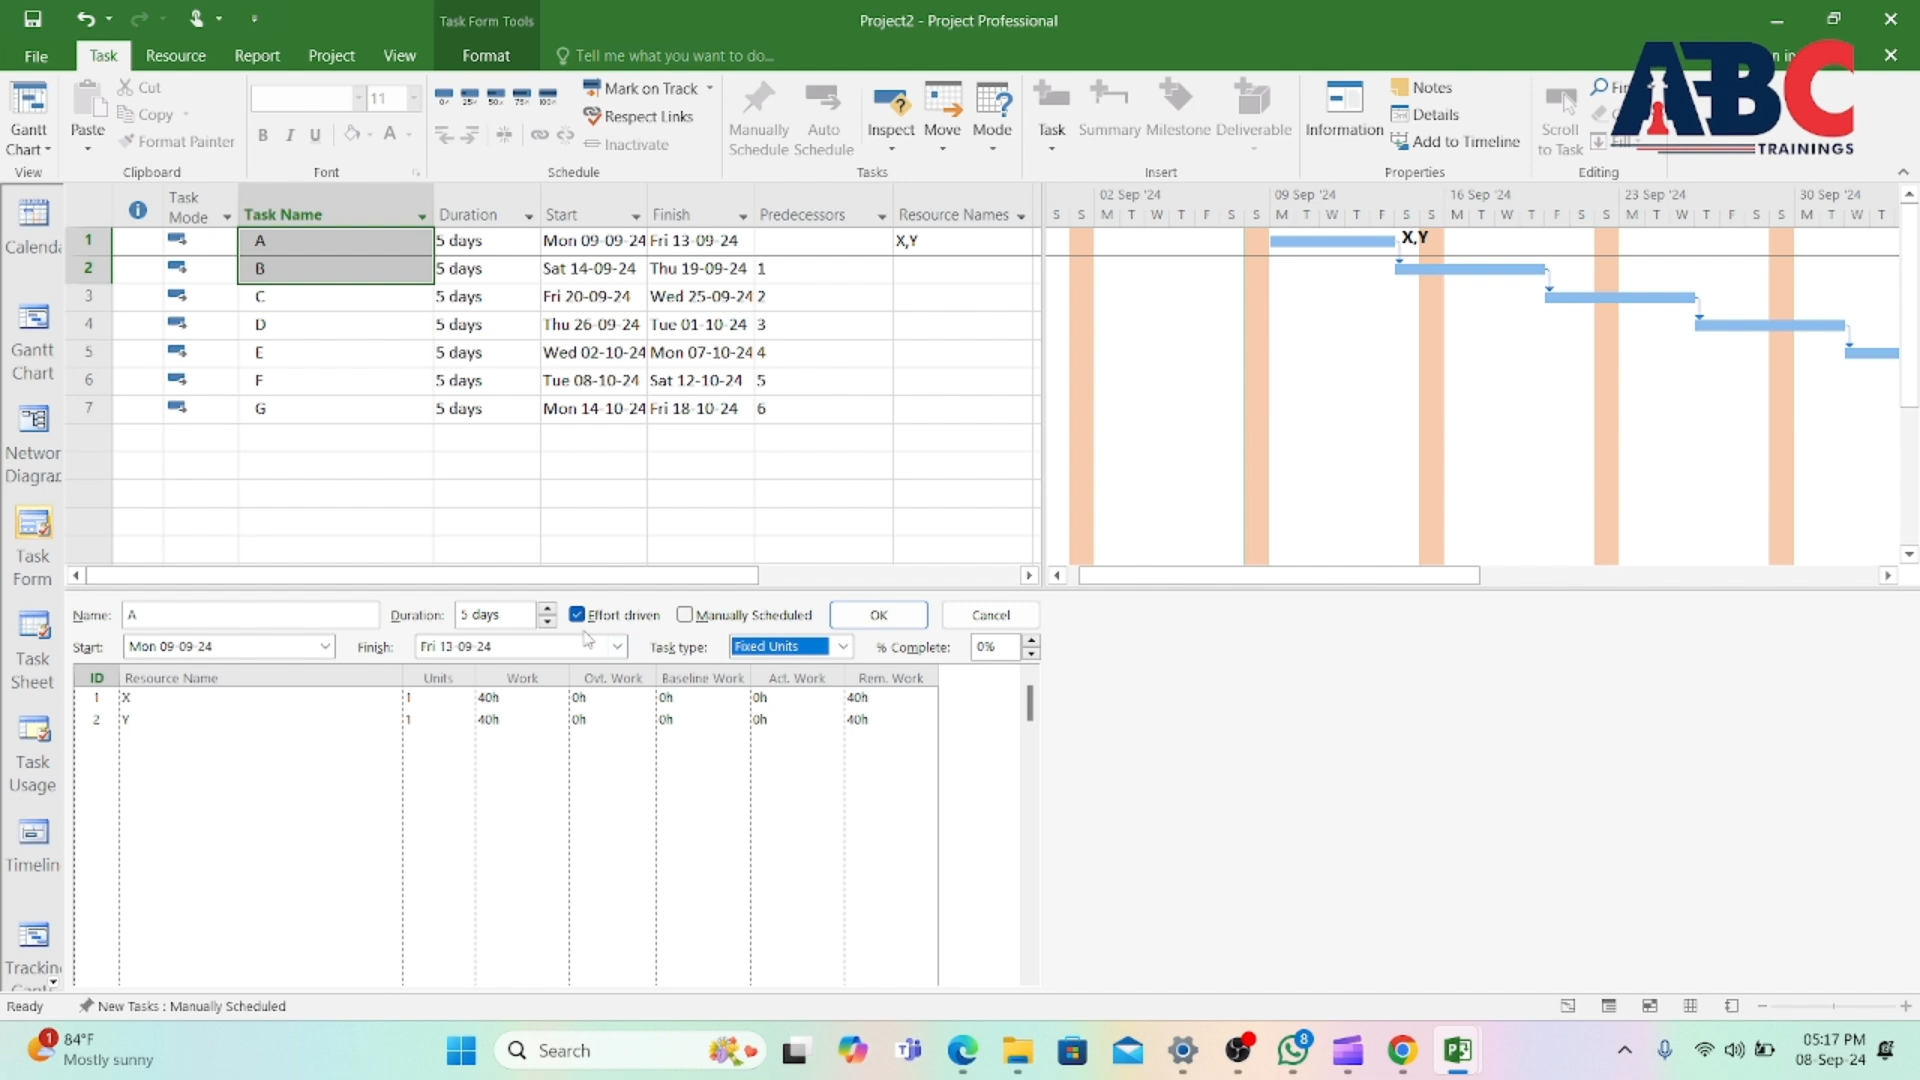 Task Form Tools
Project2 - Project Professional
File Task Resource Report Project View Format Tell me what you want to do...
ABC
TRAININGS
Gantt Chart
View
Paste
Cut
Copy
Format Painter
Clipboard
11
B I U A
Font
0% 25% 50% 75% 100%
Mark on Track
Respect Links
Inactivate
Schedule
Manually Schedule
Auto Schedule
Inspect
Move
Mode
Tasks
Task
Summary
Milestone
Deliverable
Insert
Information
Notes
Details
Add to Timeline
Properties
Scroll to Task
Editing
Task Mode Task Name Duration Start Finish Predecessors Resource Names
1 A 5 days Mon 09-09-24 Fri 13-09-24 X,Y
2 B 5 days Sat 14-09-24 Thu 19-09-24 1
3 C 5 days Fri 20-09-24 Wed 25-09-24 2
4 D 5 days Thu 26-09-24 Tue 01-10-24 3
5 E 5 days Wed 02-10-24 Mon 07-10-24 4
6 F 5 days Tue 08-10-24 Sat 12-10-24 5
7 G 5 days Mon 14-10-24 Fri 18-10-24 6
02 Sep '24 09 Sep '24 16 Sep '24 23 Sep '24 30 Sep '24
S S M T W T F S S M T W T F S S M T W T F S S M T W T F S S M T W T
X,Y
Calenda
Gantt Chart
Networ
Diagrar
Task Form
Task Sheet
Task Usage
Timelin
Trackin
Name: A Duration: 5 days Effort driven Manually Scheduled OK Cancel
Start: Mon 09-09-24 Finish: Fri 13-09-24 Task type: Fixed Units % Complete: 0%
ID Resource Name Units Work Ovt. Work Baseline Work Act. Work Rem. Work
1 X 1 40h 0h 0h 0h 40h
2 Y 1 40h 0h 0h 0h 40h
Ready New Tasks : Manually Scheduled
1
84°F
Mostly sunny
Search
8
05:17 PM
08-Sep-24